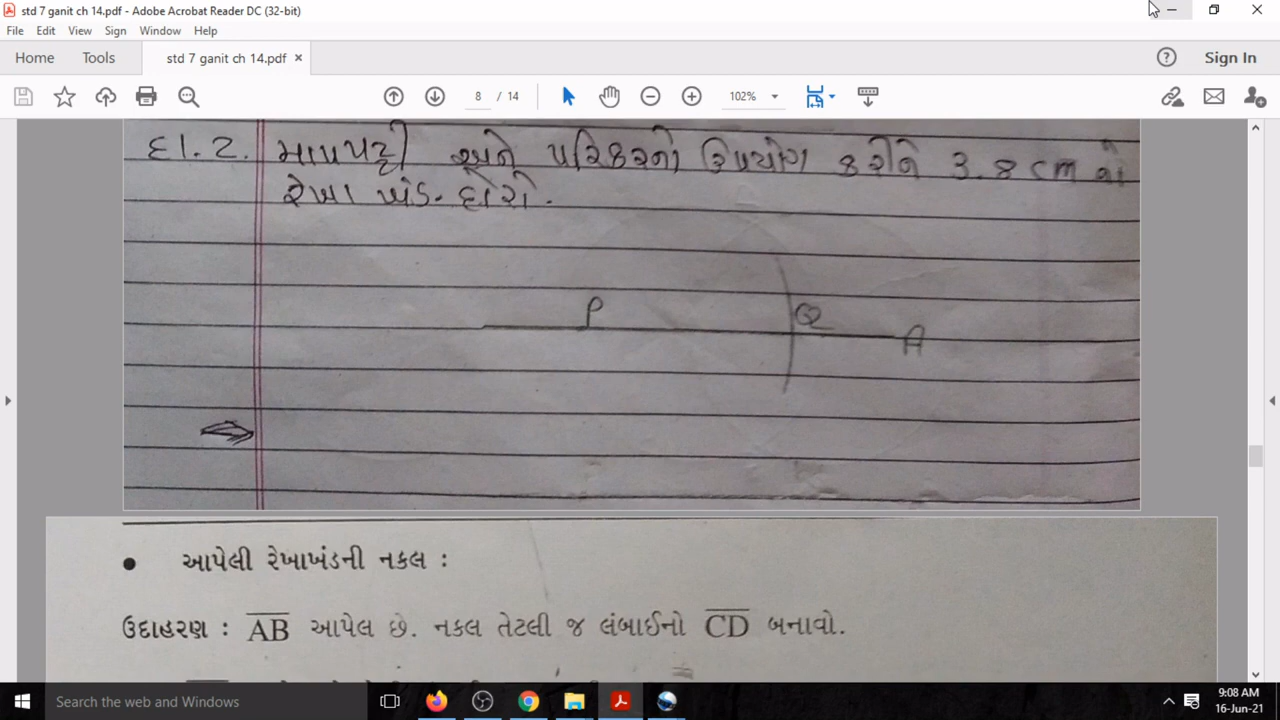 std 7 ganit ch 14.pdf - Adobe Acrobat Reader DC (32-bit)
File Edit View Sign Window Help
Home Tools std 7 ganit ch 14.pdf × Sign In
8 / 14 102%
દા. 2. માપપટ્ટી અને પરિકરનો ઉપયોગ કરીને 3.8 cm નો
રેખા ખંડ. દોરો.
P Q A
• આપેલી રેખાખંડની નકલ :
ઉદાહરણ : AB આપેલ છે. નકલ તેટલી જ લંબાઈનો CD બનાવો.
Search the web and Windows
9:08 AM
16-Jun-21